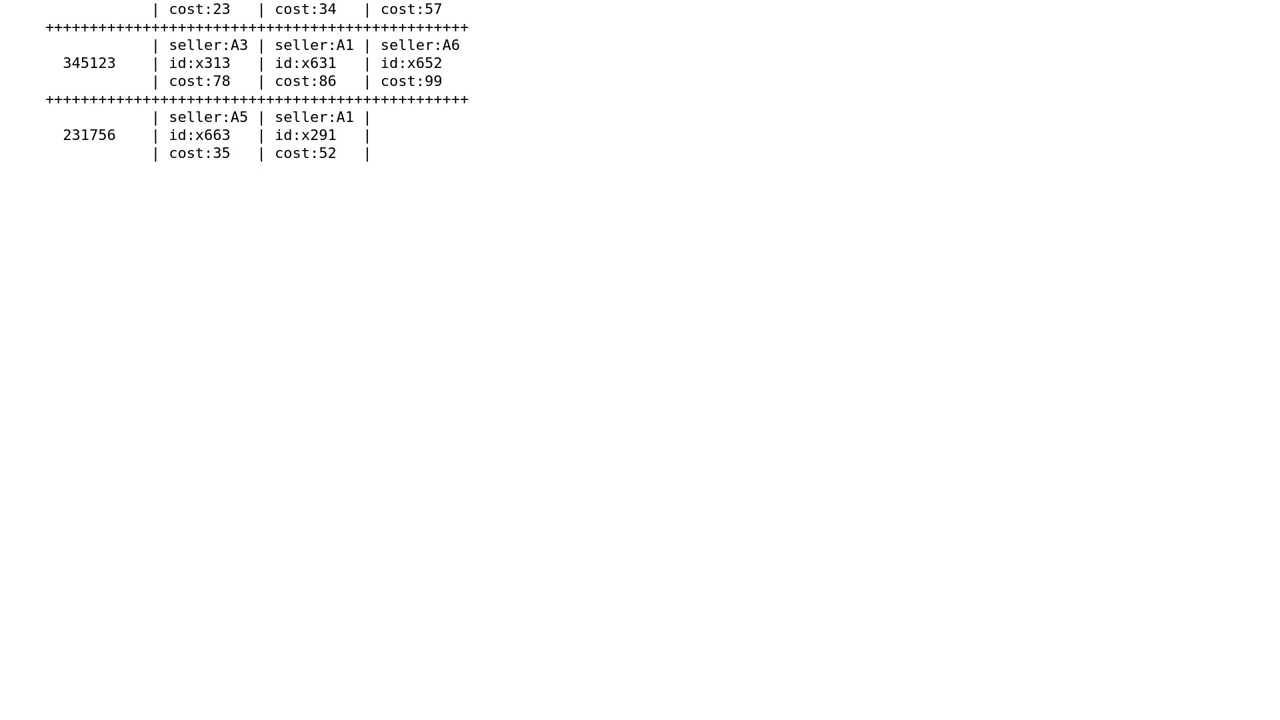 | cost:23   | cost:34   | cost:57
++++++++++++++++++++++++++++++++++++++++++++++++
            | seller:A3 | seller:A1 | seller:A6
  345123    | id:x313   | id:x631   | id:x652
            | cost:78   | cost:86   | cost:99
++++++++++++++++++++++++++++++++++++++++++++++++
            | seller:A5 | seller:A1 |
  231756    | id:x663   | id:x291   |
            | cost:35   | cost:52   |